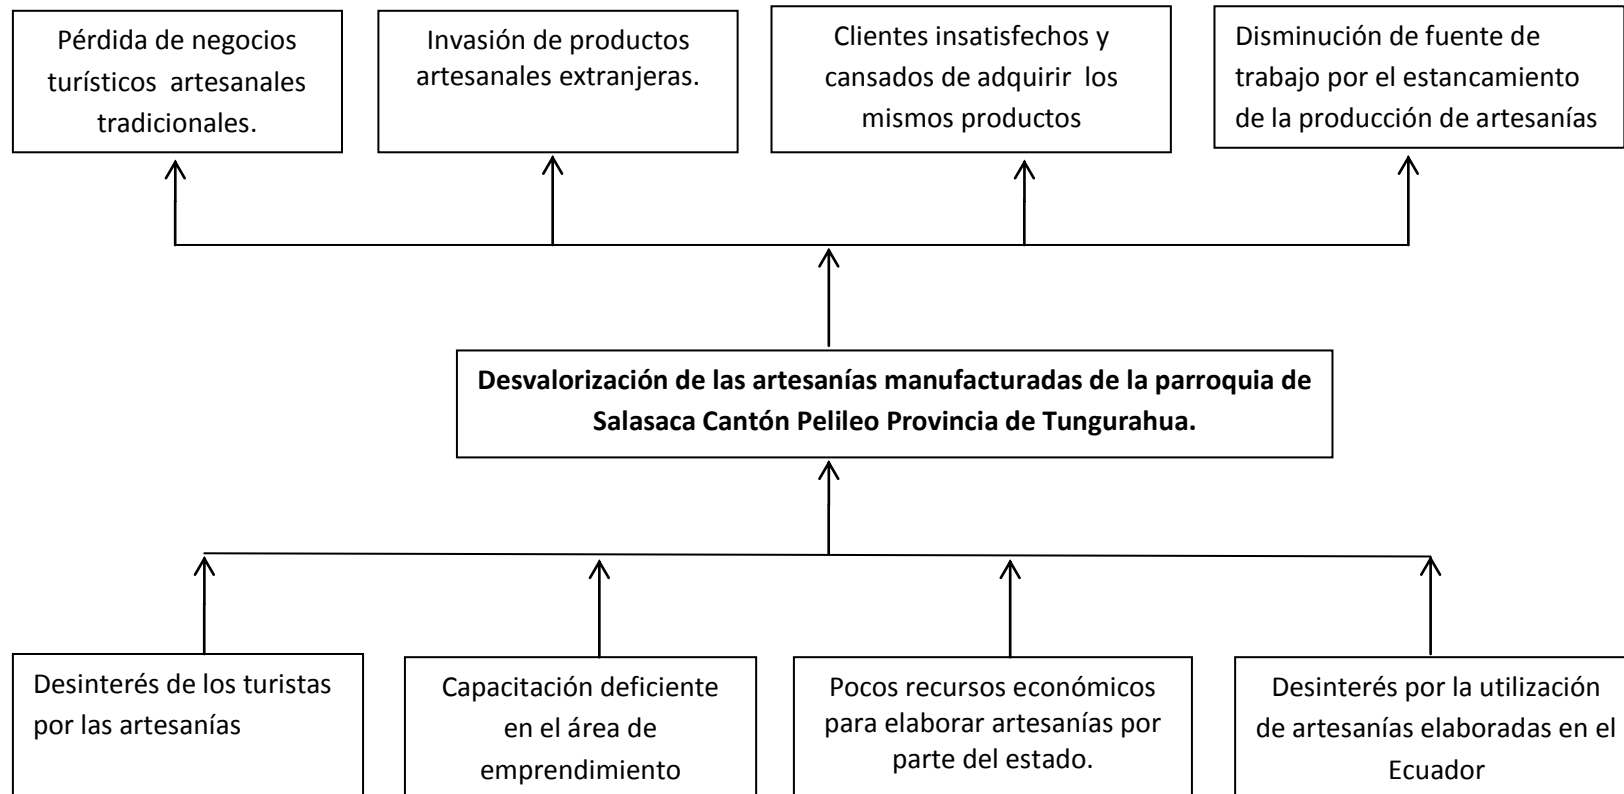 Pérdida de negocios
turísticos artesanales
tradicionales.
Invasión de productos
artesanales extranjeras.
Clientes insatisfechos y
cansados de adquirir los
mismos productos
Disminución de fuente de
trabajo por el estancamiento
de la producción de artesanías
Desvalorización de las artesanías manufacturadas de la parroquia de
Salasaca Cantón Pelileo Provincia de Tungurahua.
Desinterés de los turistas
por las artesanías
Capacitación deficiente
en el área de
emprendimiento
Pocos recursos económicos
para elaborar artesanías por
parte del estado.
Desinterés por la utilización
de artesanías elaboradas en el
Ecuador